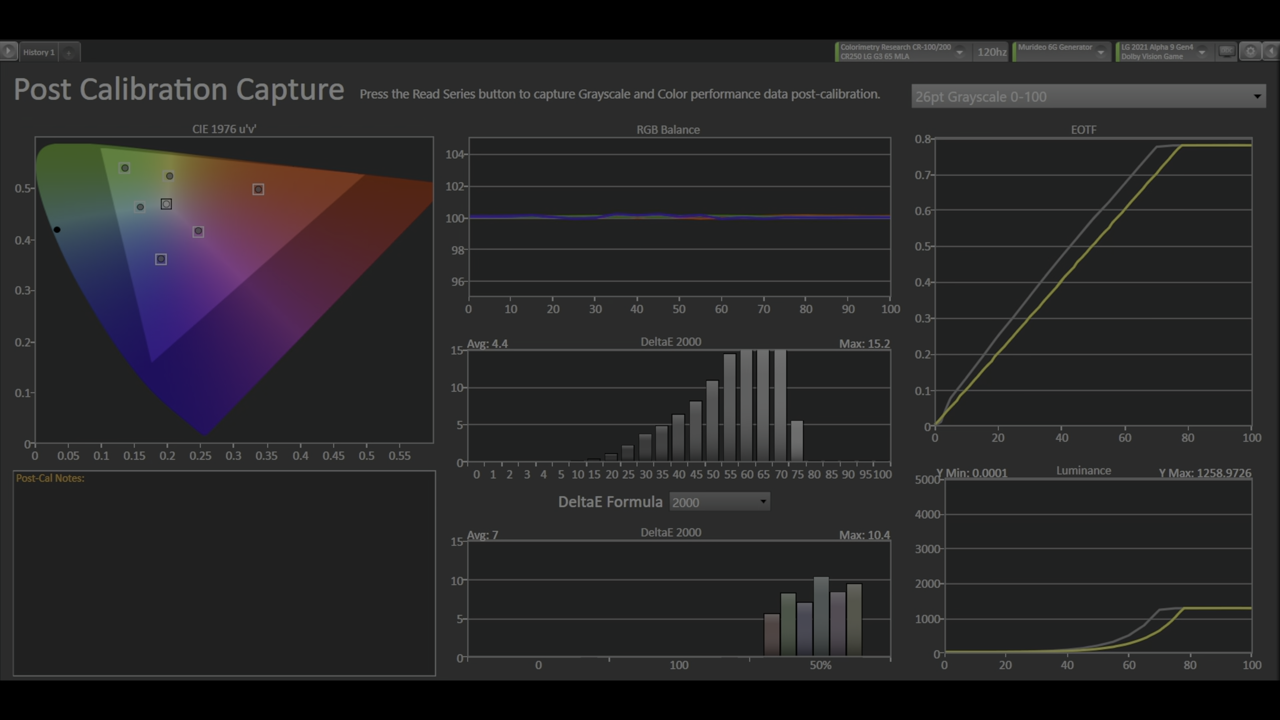 History 1
Colorimetry Research CR-100/200
CR250 LG G3 65 MLA
120hz
Murideo 6G Generator
LG 2021 Alpha 9 Gen4
Dolby Vision Game
Post Calibration Capture
Press the Read Series button to capture Grayscale and Color performance data post-calibration.
26pt Grayscale 0-100
CIE 1976 u'v'
0.5
0.4
0.3
0.2
0.1
0
0 0.05 0.1 0.15 0.2 0.25 0.3 0.35 0.4 0.45 0.5 0.55
RGB Balance
104
102
100
98
96
0 10 20 30 40 50 60 70 80 90 100
EOTF
0.8
0.7
0.6
0.5
0.4
0.3
0.2
0.1
0
0 20 40 60 80 100
Avg: 4.4 DeltaE 2000 Max: 15.2
15
10
5
0
0 1 2 3 4 5 10 15 20 25 30 35 40 45 50 55 60 65 70 75 80 85 90 95 100
DeltaE Formula 2000
Post-Cal Notes:
Avg: 7 DeltaE 2000 Max: 10.4
15
10
5
0
0 100 50%
Y Min: 0.0001 Luminance Y Max: 1258.9726
5000
4000
3000
2000
1000
0
0 20 40 60 80 100